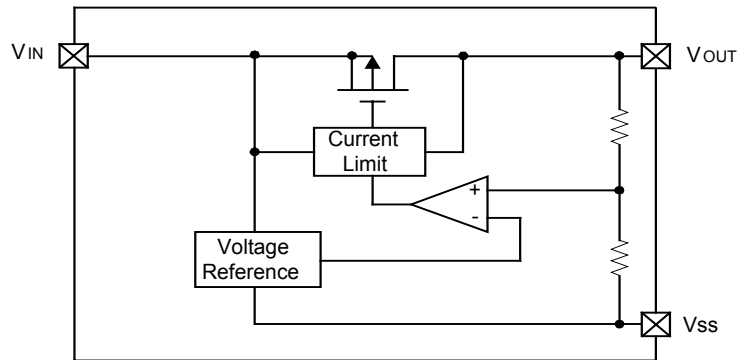 VIN
VOUT
Current
Limit
+
-
Voltage
Reference
Vss